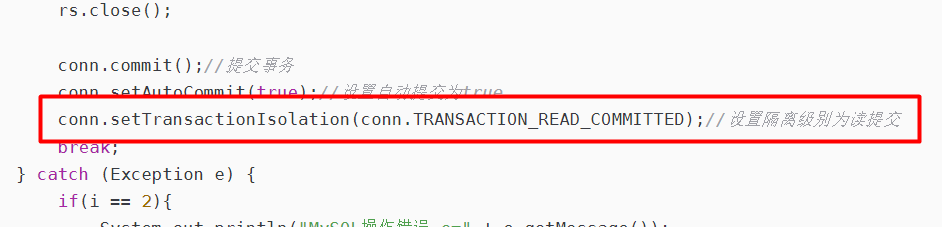 rs.close();
conn.commit();//提交事务
conn.setAutoCommit(true);//设置自动提交为true
conn.setTransactionIsolation(conn.TRANSACTION_READ_COMMITTED);//设置隔离级别为读提交
break;
} catch (Exception e) {
if(i == 2){
System.out.println("MySQL操作错误 e=" + e.getMessage());